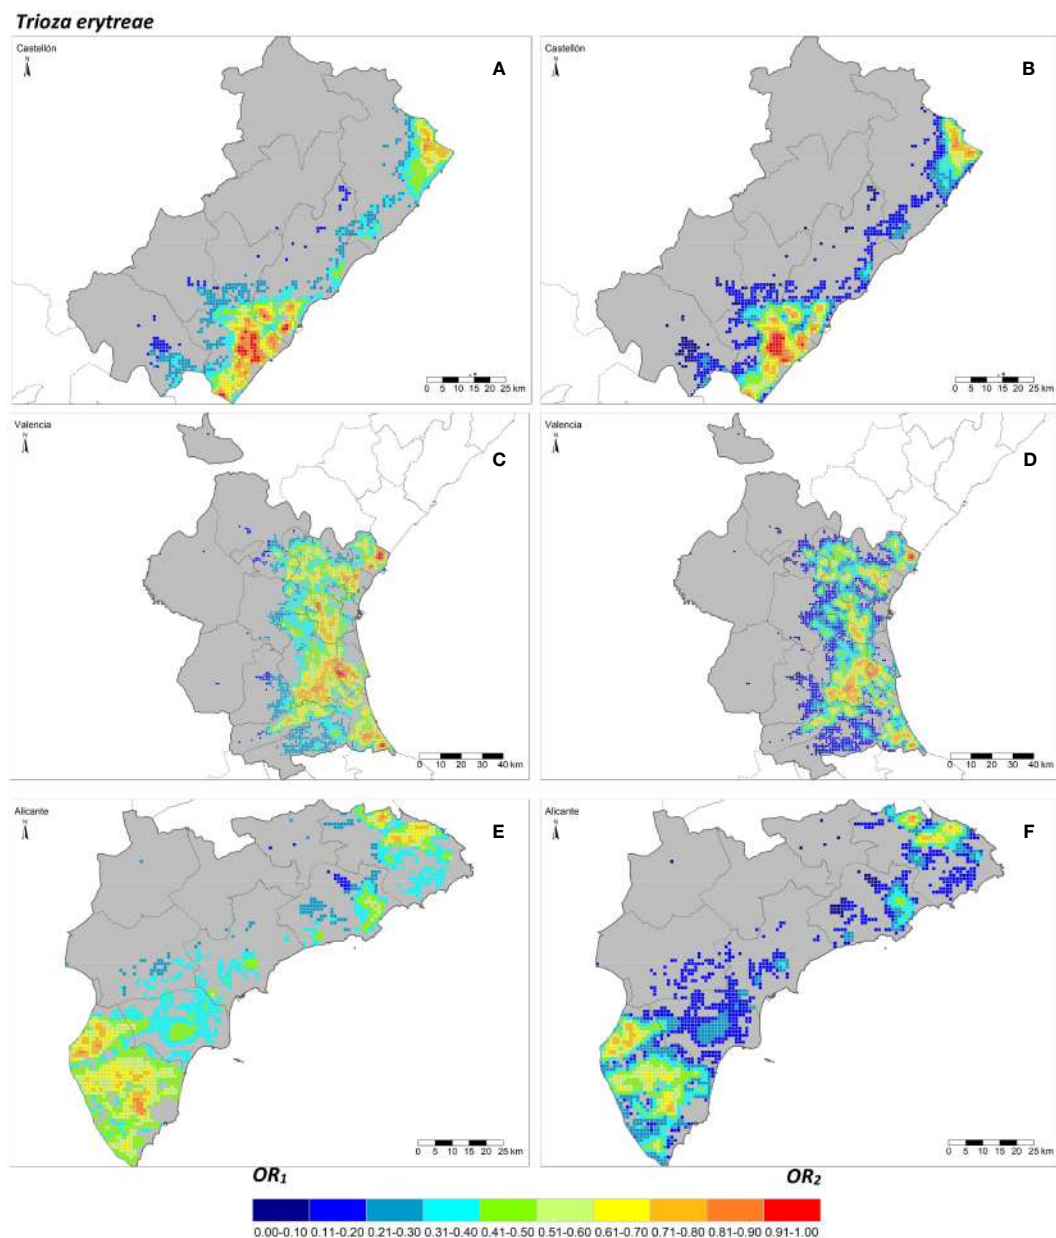 Trioza erytreae
Castellón
N
A
0 5 10 15 20 25 km
Castellón
N
B
0 5 10 15 20 25 km
Valencia
N
C
0 10 20 30 40 km
Valencia
N
D
0 10 20 30 40 km
Alicante
N
E
0 5 10 15 20 25 km
Alicante
N
F
0 5 10 15 20 25 km
OR1
OR2
0.00-0.10 0.11-0.20 0.21-0.30 0.31-0.40 0.41-0.50 0.51-0.60 0.61-0.70 0.71-0.80 0.81-0.90 0.91-1.00